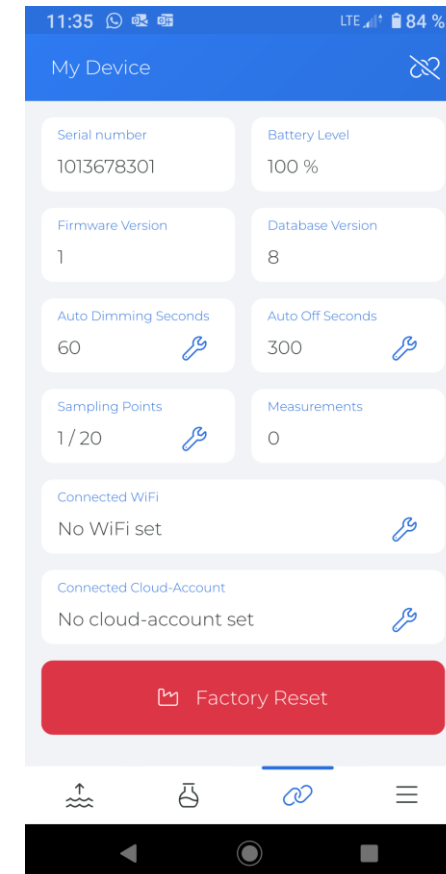 11:35 LTE 84 %
My Device
Serial number
1013678301
Battery Level
100 %
Firmware Version
1
Database Version
8
Auto Dimming Seconds
60
Auto Off Seconds
300
Sampling Points
1 / 20
Measurements
0
Connected WiFi
No WiFi set
Connected Cloud-Account
No cloud-account set
Factory Reset